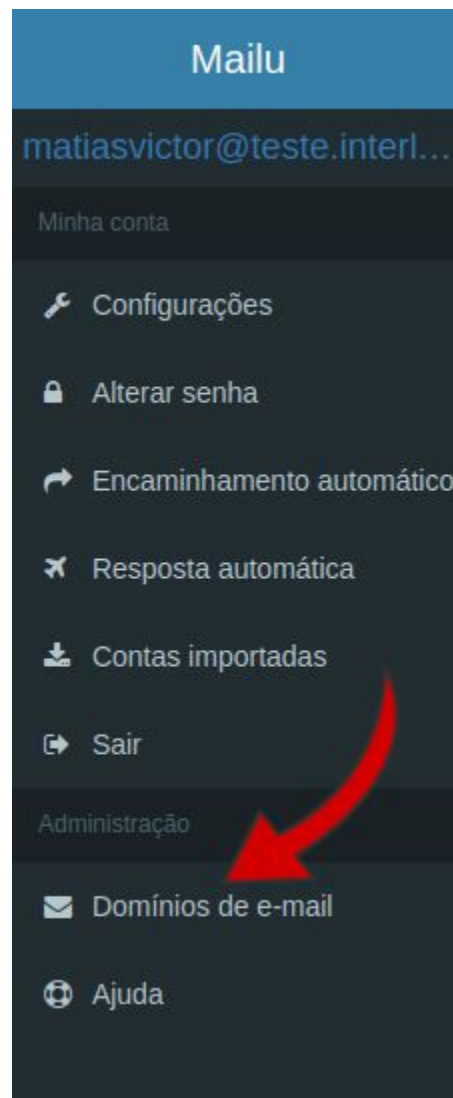 Mailu
matiasvictor@teste.interl...
Minha conta
Configurações
Alterar senha
Encaminhamento automático
Resposta automática
Contas importadas
Sair
Administração
Domínios de e-mail
Ajuda